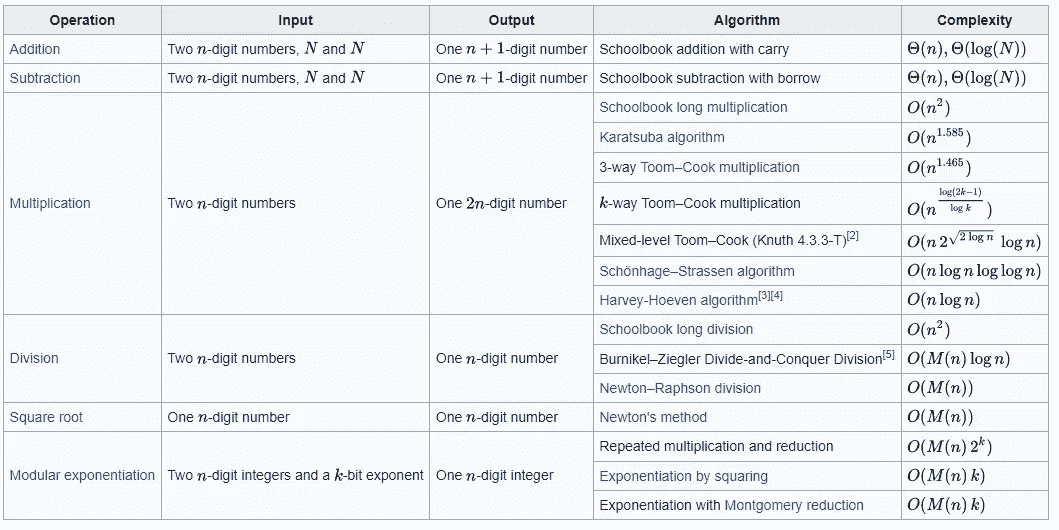 Operation Input Output Algorithm Complexity
Addition Two n-digit numbers, N and N One n + 1-digit number Schoolbook addition with carry Θ(n), Θ(log(N))
Subtraction Two n-digit numbers, N and N One n + 1-digit number Schoolbook subtraction with borrow Θ(n), Θ(log(N))
Multiplication Two n-digit numbers One 2n-digit number Schoolbook long multiplication O(n^2)
Karatsuba algorithm O(n^1.585)
3-way Toom–Cook multiplication O(n^1.465)
k-way Toom–Cook multiplication O(n^(log(2k−1)/log k))
Mixed-level Toom–Cook (Knuth 4.3.3-T)[2] O(n 2^√(2 log n) log n)
Schönhage–Strassen algorithm O(n log n log log n)
Harvey-Hoeven algorithm[3][4] O(n log n)
Division Two n-digit numbers One n-digit number Schoolbook long division O(n^2)
Burnikel–Ziegler Divide-and-Conquer Division[5] O(M(n) log n)
Newton–Raphson division O(M(n))
Square root One n-digit number One n-digit number Newton's method O(M(n))
Modular exponentiation Two n-digit integers and a k-bit exponent One n-digit integer Repeated multiplication and reduction O(M(n) 2^k)
Exponentiation by squaring O(M(n) k)
Exponentiation with Montgomery reduction O(M(n) k)